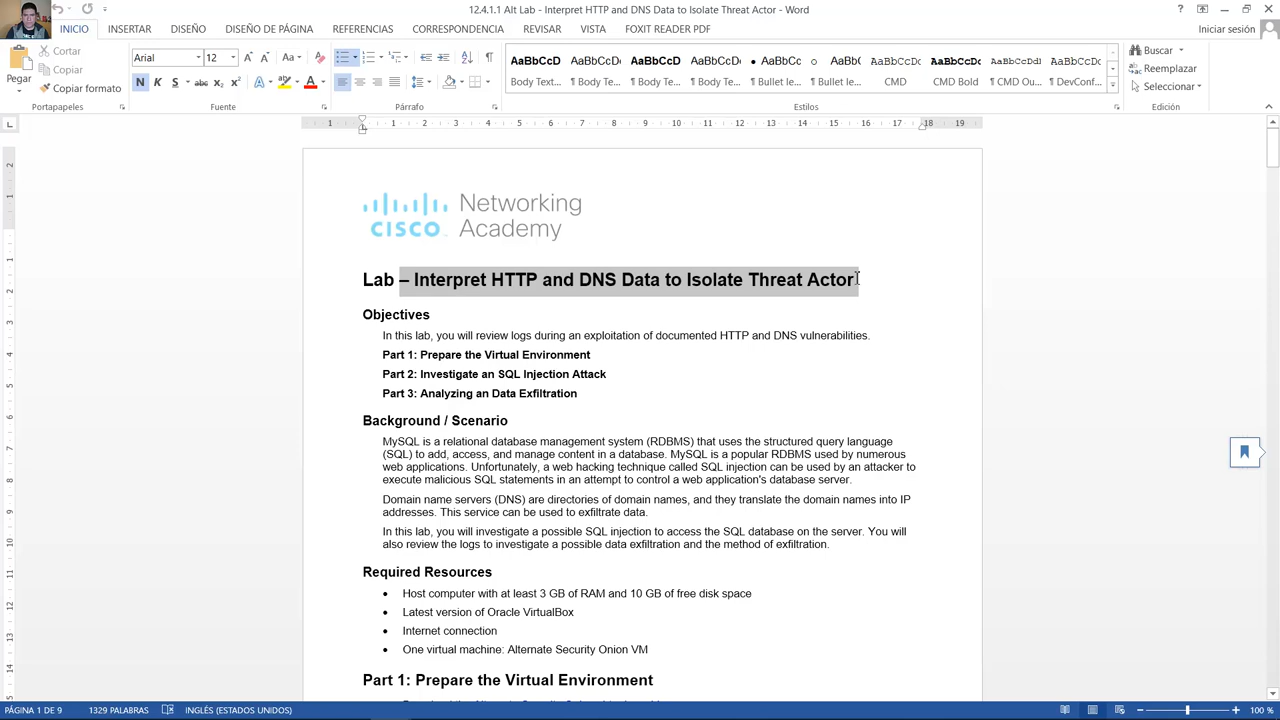 12.4.1.1 Alt Lab - Interpret HTTP and DNS Data to Isolate Threat Actor - Word
INICIO INSERTAR DISEÑO DISEÑO DE PÁGINA REFERENCIAS CORRESPONDENCIA REVISAR VISTA FOXIT READER PDF Iniciar sesión
Pegar
Cortar
Copiar
Copiar formato
Portapapeles
Arial 12
N K S abc x₂ x²
Fuente
Párrafo
AaBbCcD AaBbCcD AaBbCcD AaBbCcD AaBbCc AaBbC AaBbCcDc AaBbCcDc AaBbCcDc AaBbCcDc
Body Text... ¶ Body Te... ¶ Body Te... ¶ Body Te... ¶ Bullet le... ¶ Bullet le... CMD CMD Bold ¶ CMD Ou... ¶ DevConf...
Estilos
Buscar
Reemplazar
Seleccionar
Edición
CISCO Networking Academy
Lab – Interpret HTTP and DNS Data to Isolate Threat Actor
Objectives
In this lab, you will review logs during an exploitation of documented HTTP and DNS vulnerabilities.
Part 1: Prepare the Virtual Environment
Part 2: Investigate an SQL Injection Attack
Part 3: Analyzing an Data Exfiltration
Background / Scenario
MySQL is a relational database management system (RDBMS) that uses the structured query language
(SQL) to add, access, and manage content in a database. MySQL is a popular RDBMS used by numerous
web applications. Unfortunately, a web hacking technique called SQL injection can be used by an attacker to
execute malicious SQL statements in an attempt to control a web application's database server.
Domain name servers (DNS) are directories of domain names, and they translate the domain names into IP
addresses. This service can be used to exfiltrate data.
In this lab, you will investigate a possible SQL injection to access the SQL database on the server. You will
also review the logs to investigate a possible data exfiltration and the method of exfiltration.
Required Resources
• Host computer with at least 3 GB of RAM and 10 GB of free disk space
• Latest version of Oracle VirtualBox
• Internet connection
• One virtual machine: Alternate Security Onion VM
Part 1: Prepare the Virtual Environment
PÁGINA 1 DE 9 1329 PALABRAS INGLÉS (ESTADOS UNIDOS) 100 %